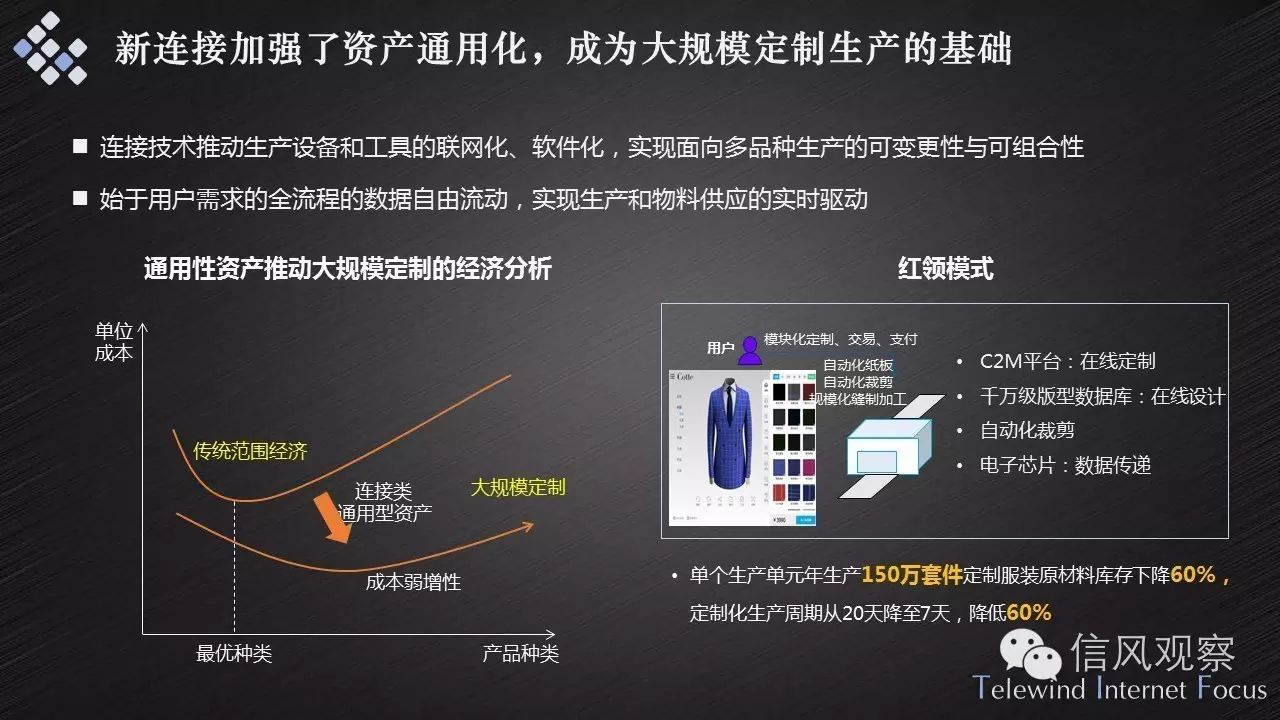 新连接加强了资产通用化，成为大规模定制生产的基础
连接技术推动生产设备和工具的联网化、软件化，实现面向多品种生产的可变更性与可组合性
始于用户需求的全流程的数据自由流动，实现生产和物料供应的实时驱动
通用性资产推动大规模定制的经济分析
单位
成本
传统范围经济
连接类
通用型资产
大规模定制
成本弱增性
最优种类
产品种类
红领模式
用户
模块化定制、交易、支付
自动化纸板
自动化裁剪
规模化缝制加工
Cotte
• C2M平台：在线定制
• 千万级版型数据库：在线设计
• 自动化裁剪
• 电子芯片：数据传递
• 单个生产单元年生产150万套件定制服装原材料库存下降60%，
定制化生产周期从20天降至7天，降低60%
信风观察
Telewind Internet Focus